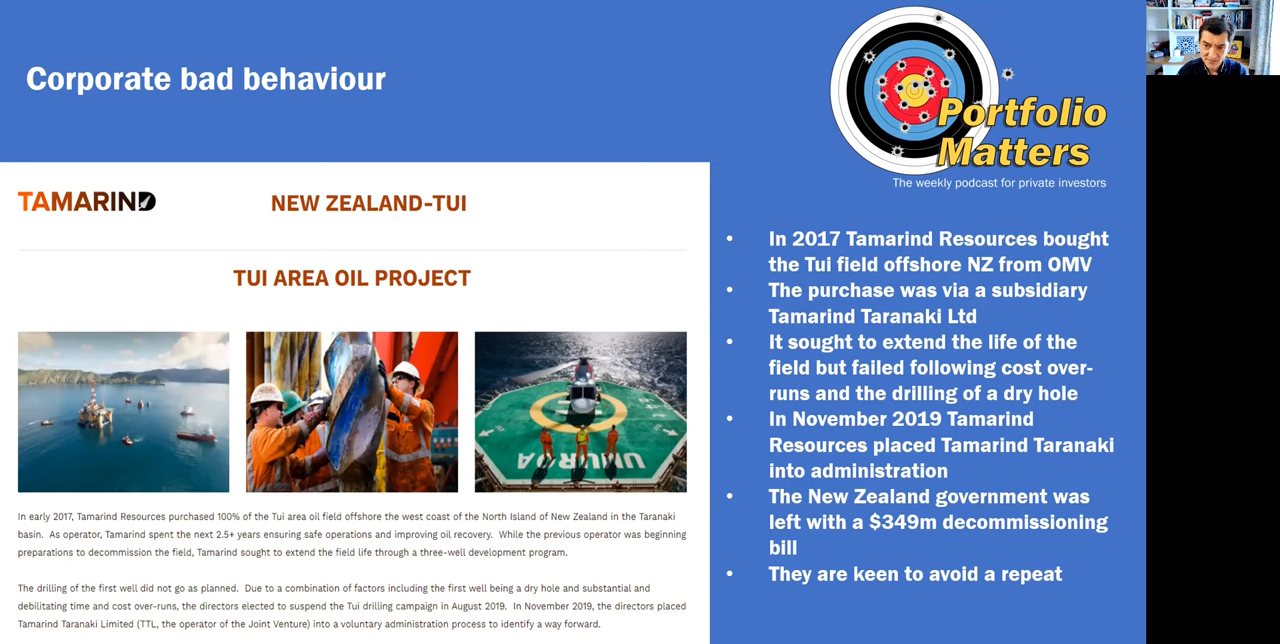 Corporate bad behaviour
Portfolio
Matters
The weekly podcast for private investors
TAMARIND
NEW ZEALAND-TUI
TUI AREA OIL PROJECT
UMUROA
In early 2017, Tamarind Resources purchased 100% of the Tui area oil field offshore the west coast of the North Island of New Zealand in the Taranaki
basin. As operator, Tamarind spent the next 2.5+ years ensuring safe operations and improving oil recovery. While the previous operator was beginning
preparations to decommission the field, Tamarind sought to extend the field life through a three-well development program.
The drilling of the first well did not go as planned. Due to a combination of factors including the first well being a dry hole and substantial and
debilitating time and cost over-runs, the directors elected to suspend the Tui drilling campaign in August 2019. In November 2019, the directors placed
Tamarind Taranaki Limited (TTL, the operator of the Joint Venture) into a voluntary administration process to identify a way forward.
• In 2017 Tamarind Resources bought
the Tui field offshore NZ from OMV
• The purchase was via a subsidiary
Tamarind Taranaki Ltd
• It sought to extend the life of the
field but failed following cost over-
runs and the drilling of a dry hole
• In November 2019 Tamarind
Resources placed Tamarind Taranaki
into administration
• The New Zealand government was
left with a $349m decommissioning
bill
• They are keen to avoid a repeat